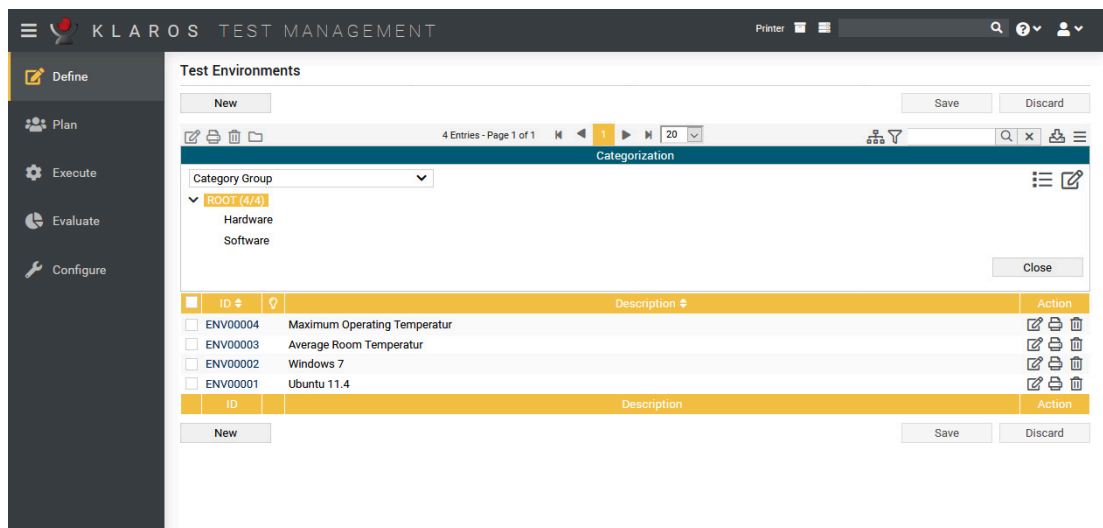 KLAROS TEST MANAGEMENT Printer
Define
Plan
Execute
Evaluate
Configure
Test Environments
New Save Discard
4 Entries - Page 1 of 1 1 20
Categorization
Category Group
ROOT (4/4)
Hardware
Software
Close
ID Description Action
ENV00004 Maximum Operating Temperatur
ENV00003 Average Room Temperatur
ENV00002 Windows 7
ENV00001 Ubuntu 11.4
ID Description Action
New Save Discard